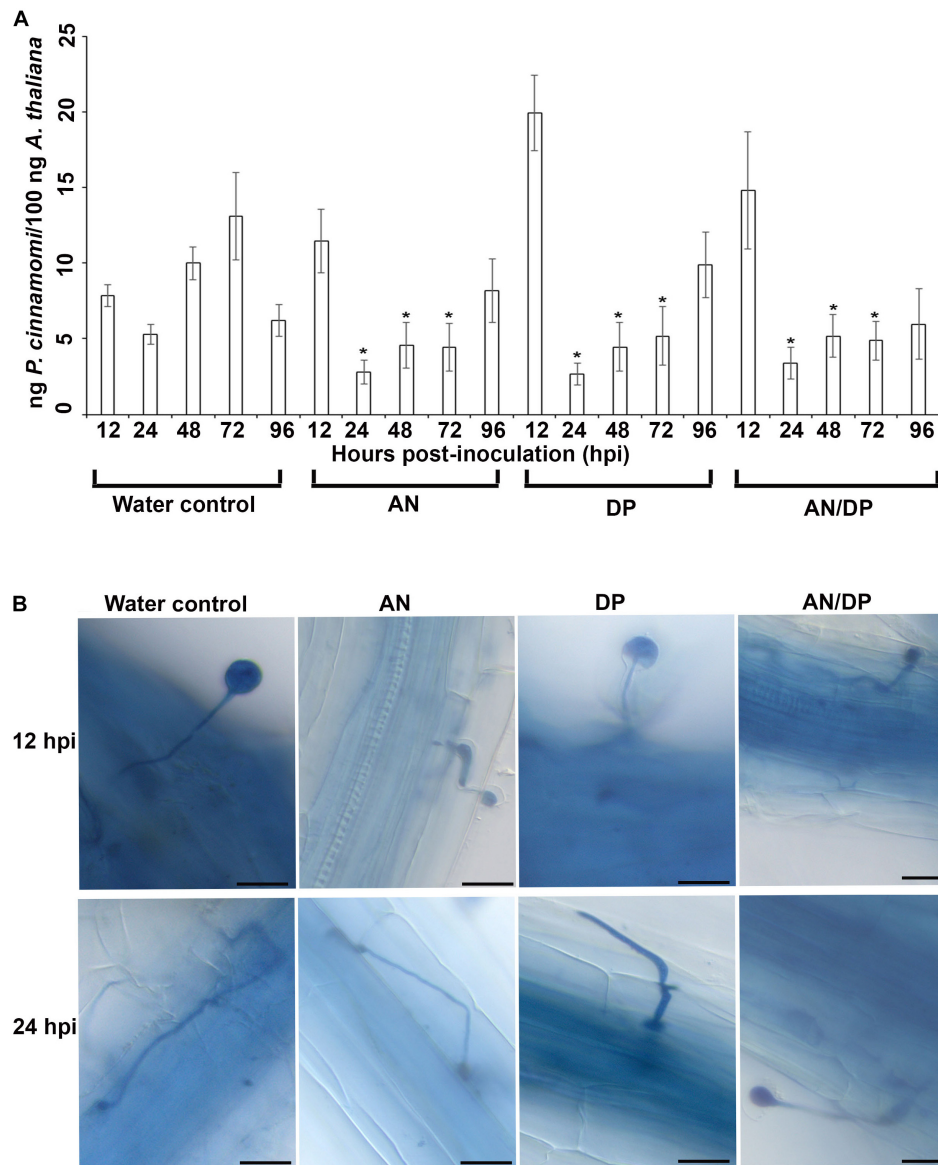 A
25
20
15
10
5
0
ng P. cinnamomi/100 ng A. thaliana
* * * * * * * * *
12 24 48 72 96 12 24 48 72 96 12 24 48 72 96 12 24 48 72 96
Hours post-inoculation (hpi)
Water control AN DP AN/DP
B
Water control AN DP AN/DP
12 hpi
24 hpi